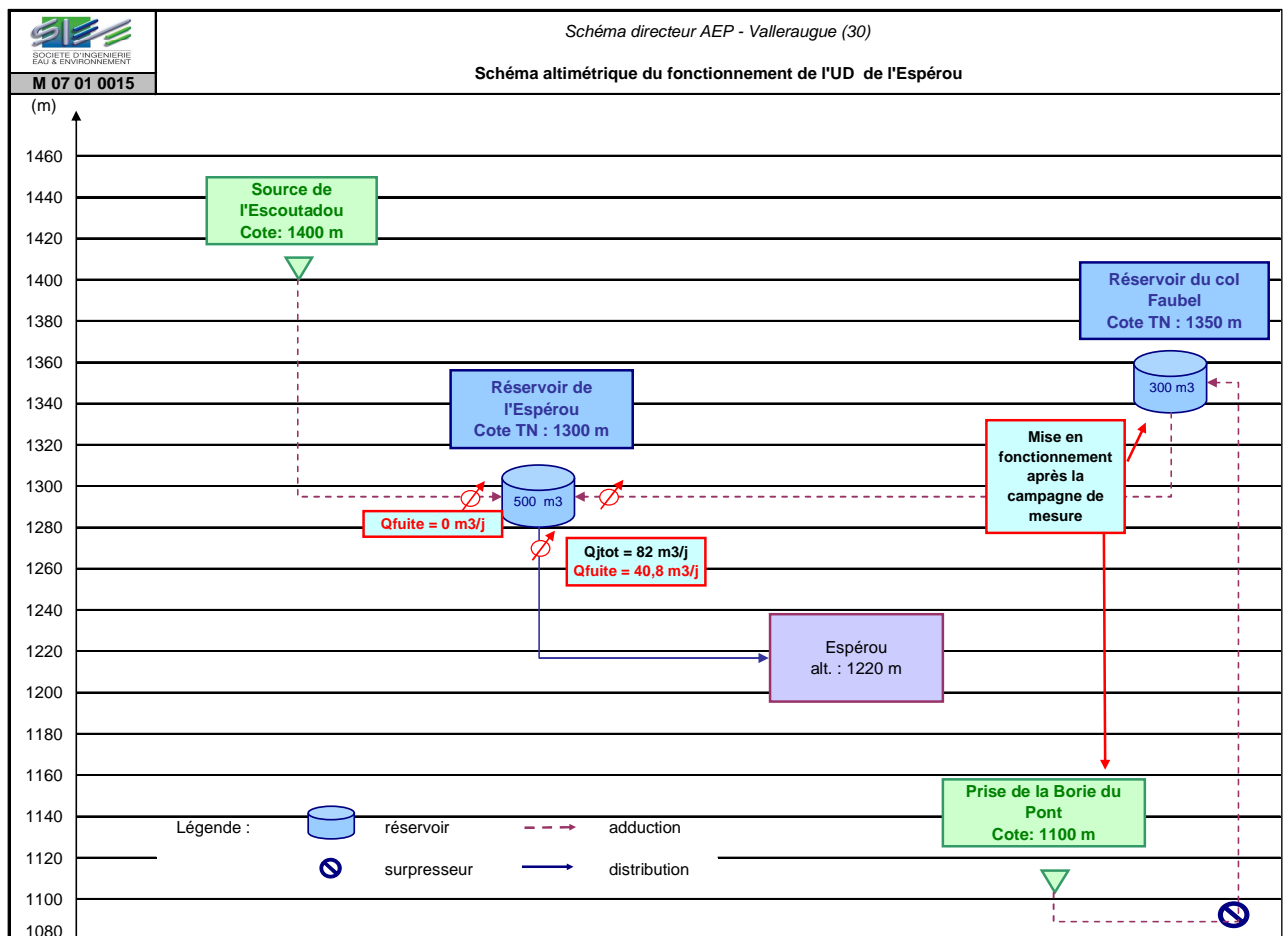 Schéma directeur AEP - Valleraugue (30)
SIEE
SOCIETE D'INGENIERIE
EAU & ENVIRONNEMENT
Schéma altimétrique du fonctionnement de l'UD de l'Espérou
M 07 01 0015
(m)
1460
1440
1420
1400
1380
1360
1340
1320
1300
1280
1260
1240
1220
1200
1180
1160
1140
1120
1100
1080
Source de
l'Escoutadou
Cote: 1400 m
Réservoir du col
Faubel
Cote TN : 1350 m
300 m3
Réservoir de
l'Espérou
Cote TN : 1300 m
500 m3
Mise en
fonctionnement
après la
campagne de
mesure
Qfuite = 0 m3/j
Qjtot = 82 m3/j
Qfuite = 40,8 m3/j
Espérou
alt. : 1220 m
Prise de la Borie du
Pont
Cote: 1100 m
Légende :
réservoir
adduction
surpresseur
distribution